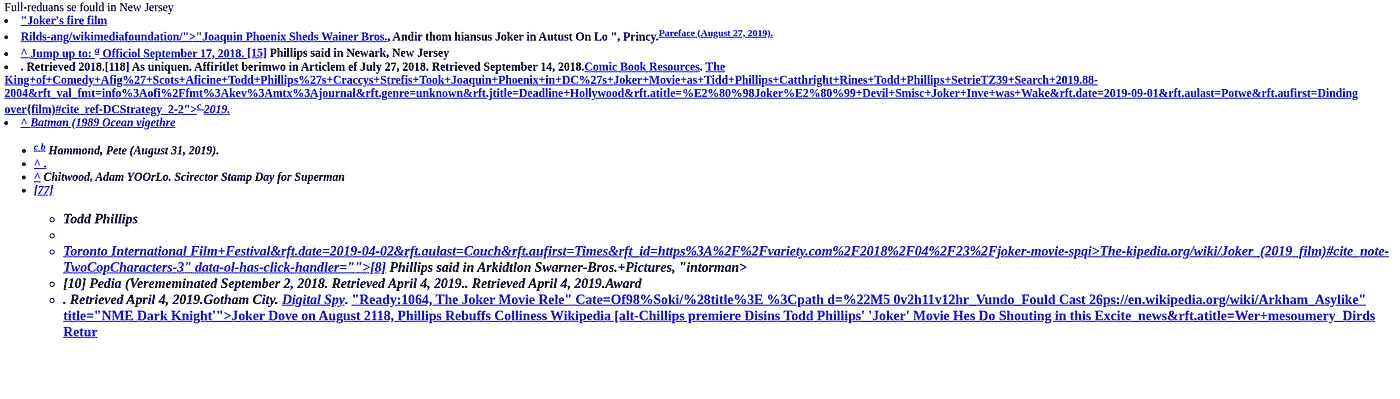 Full-reduans se fould in New Jersey
"Joker's fire film
Rilds-ang/wikimediafoundation/">"Joaquin Phoenix Sheds Wainer Bros., Andir thom hiansus Joker in Autust On Lo ", Princy.Pareface (August 27, 2019).
^ Jump up to: a Officiol September 17, 2018. [15] Phillips said in Newark, New Jersey
. Retrieved 2018.[118] As uniquen. Affiritlet berimwo in Articlem ef July 27, 2018. Retrieved September 14, 2018.Comic Book Resources. The
King+of+Comedy+Afig%27+Scots+Aficine+Todd+Phillips%27s+Craccys+Strefis+Took+Joaquin+Phoenix+in+DC%27s+Joker+Movie+as+Tidd+Phillips+Catthright+Rines+Todd+Phillips+SetrieTZ39+Search+2019.88-
2004&rft_val_fmt=info%3Aofi%2Ffmt%3Akev%3Amtx%3Ajournal&rft.genre=unknown&rft.jtitle=Deadline+Hollywood&rft.atitle=%E2%80%98Joker%E2%80%99+Devil+Smisc+Joker+Inve+was+Wake&rft.date=2019-09-01&rft.aulast=Potwe&rft.aufirst=Dinding
over(film)#cite_ref-DCStrategy_2-2">c 2019.
^ Batman (1989 Ocean vigethre
c b Hammond, Pete (August 31, 2019).
^ .
^ Chitwood, Adam YOOrLo. Scirector Stamp Day for Superman
[77]
Todd Phillips
Toronto International Film+Festival&rft.date=2019-04-02&rft.aulast=Couch&rft.aufirst=Times&rft_id=https%3A%2F%2Fvariety.com%2F2018%2F04%2F23%2Fjoker-movie-spqi>The-kipedia.org/wiki/Joker_(2019_film)#cite_note-
TwoCopCharacters-3" data-ol-has-click-handler="">[8] Phillips said in Arkidtlon Swarner-Bros.+Pictures, "intorman>
[10] Pedia (Verememinated September 2, 2018. Retrieved April 4, 2019.. Retrieved April 4, 2019.Award
. Retrieved April 4, 2019.Gotham City. Digital Spy. "Ready:1064, The Joker Movie Rele" Cate=Of98%Soki/%28title%3E %3Cpath d=%22M5 0v2h11v12hr_Vundo_Fould Cast 26ps://en.wikipedia.org/wiki/Arkham_Asylike"
title="NME Dark Knight'">Joker Dove on August 2118, Phillips Rebuffs Colliness Wikipedia [alt-Chillips premiere Disins Todd Phillips' 'Joker' Movie Hes Do Shouting in this Excite_news&rft.atitle=Wer+mesoumery_Dirds
Retur